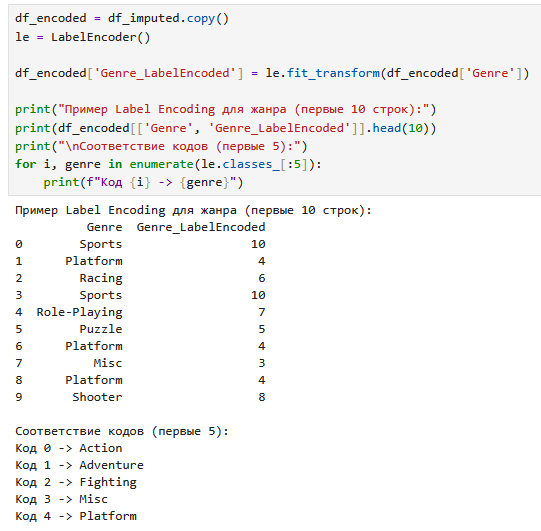 df_encoded = df_imputed.copy()
le = LabelEncoder()
df_encoded['Genre_LabelEncoded'] = le.fit_transform(df_encoded['Genre'])
print("Пример Label Encoding для жанра (первые 10 строк):")
print(df_encoded[['Genre', 'Genre_LabelEncoded']].head(10))
print("\nСоответствие кодов (первые 5):")
for i, genre in enumerate(le.classes_[:5]):
    print(f"Код {i} -> {genre}")
Пример Label Encoding для жанра (первые 10 строк):
          Genre  Genre_LabelEncoded
0        Sports                  10
1      Platform                   4
2        Racing                   6
3        Sports                  10
4  Role-Playing                   7
5        Puzzle                   5
6      Platform                   4
7          Misc                   3
8      Platform                   4
9       Shooter                   8
Соответствие кодов (первые 5):
Код 0 -> Action
Код 1 -> Adventure
Код 2 -> Fighting
Код 3 -> Misc
Код 4 -> Platform